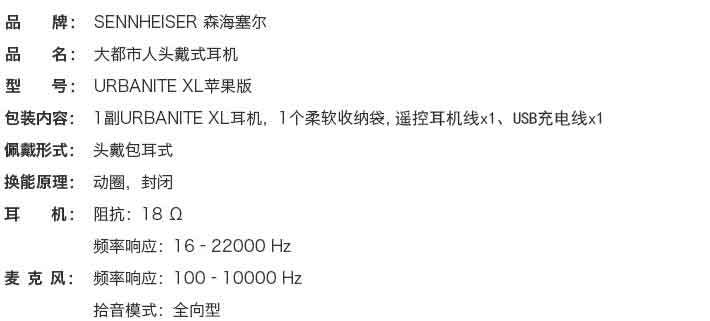 品 牌： SENNHEISER 森海塞尔
品 名： 大都市人头戴式耳机
型 号： URBANITE XL苹果版
包装内容： 1副URBANITE XL耳机，1个柔软收纳袋, 遥控耳机线x1、USB充电线x1
佩戴形式： 头戴包耳式
换能原理： 动圈，封闭
耳 机： 阻抗：18 Ω
频率响应：16 - 22000 Hz
麦 克 风： 频率响应：100 - 10000 Hz
拾音模式：全向型